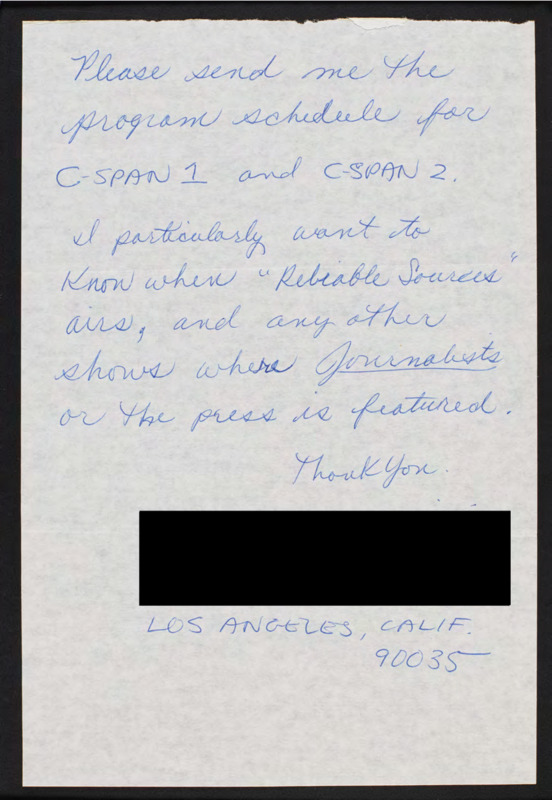 Please send me the
program schedule for
C-SPAN 1 and C-SPAN 2.
I particularly want to
know when "Reliable Sources"
airs, and any other
shows where Journalists
or the press is featured.
Thank You.
LOS ANGELES, CALIF.
90035